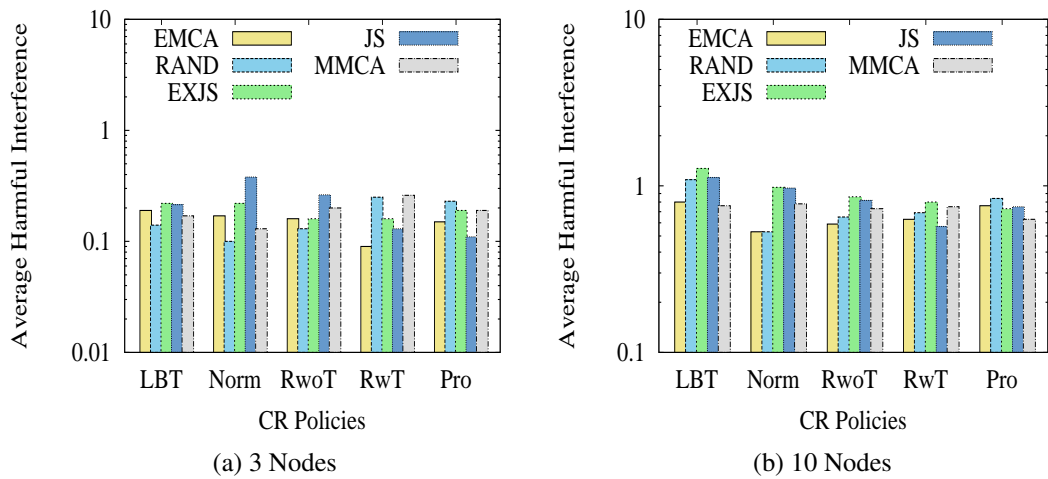 Average Harmful Interference
10
1
0.1
0.01
EMCA
RAND
EXJS
JS
MMCA
LBT Norm RwoT RwT Pro
CR Policies
(a) 3 Nodes
Average Harmful Interference
10
1
0.1
EMCA
RAND
EXJS
JS
MMCA
LBT Norm RwoT RwT Pro
CR Policies
(b) 10 Nodes